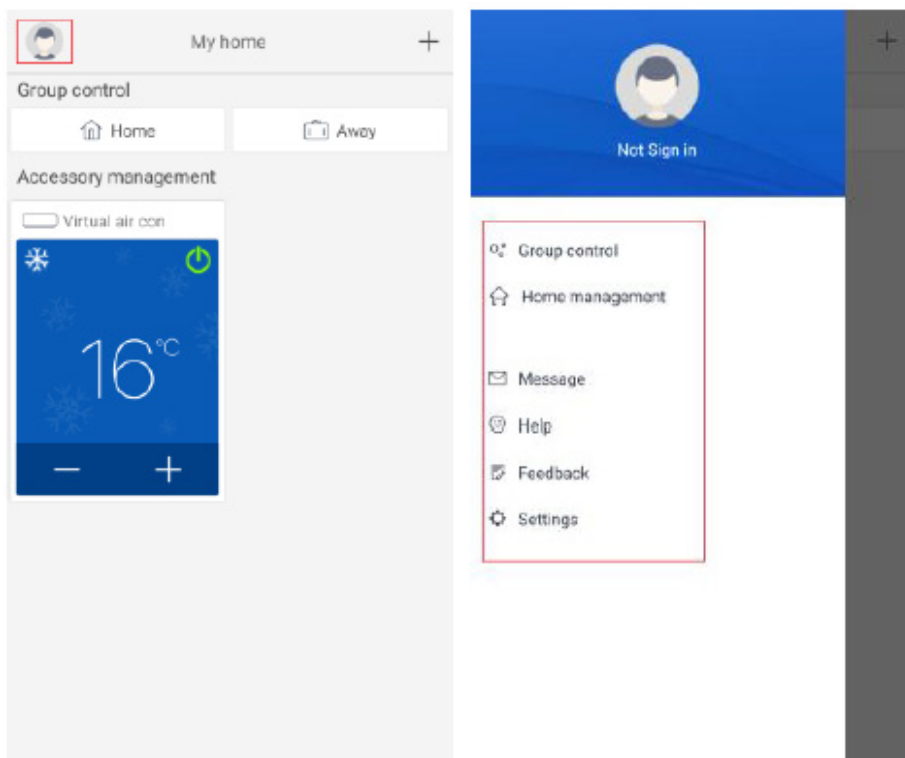 My home
Group control
Home
Away
Accessory management
Virtual air con
16°C
Not Sign in
Group control
Home management
Message
Help
Feedback
Settings